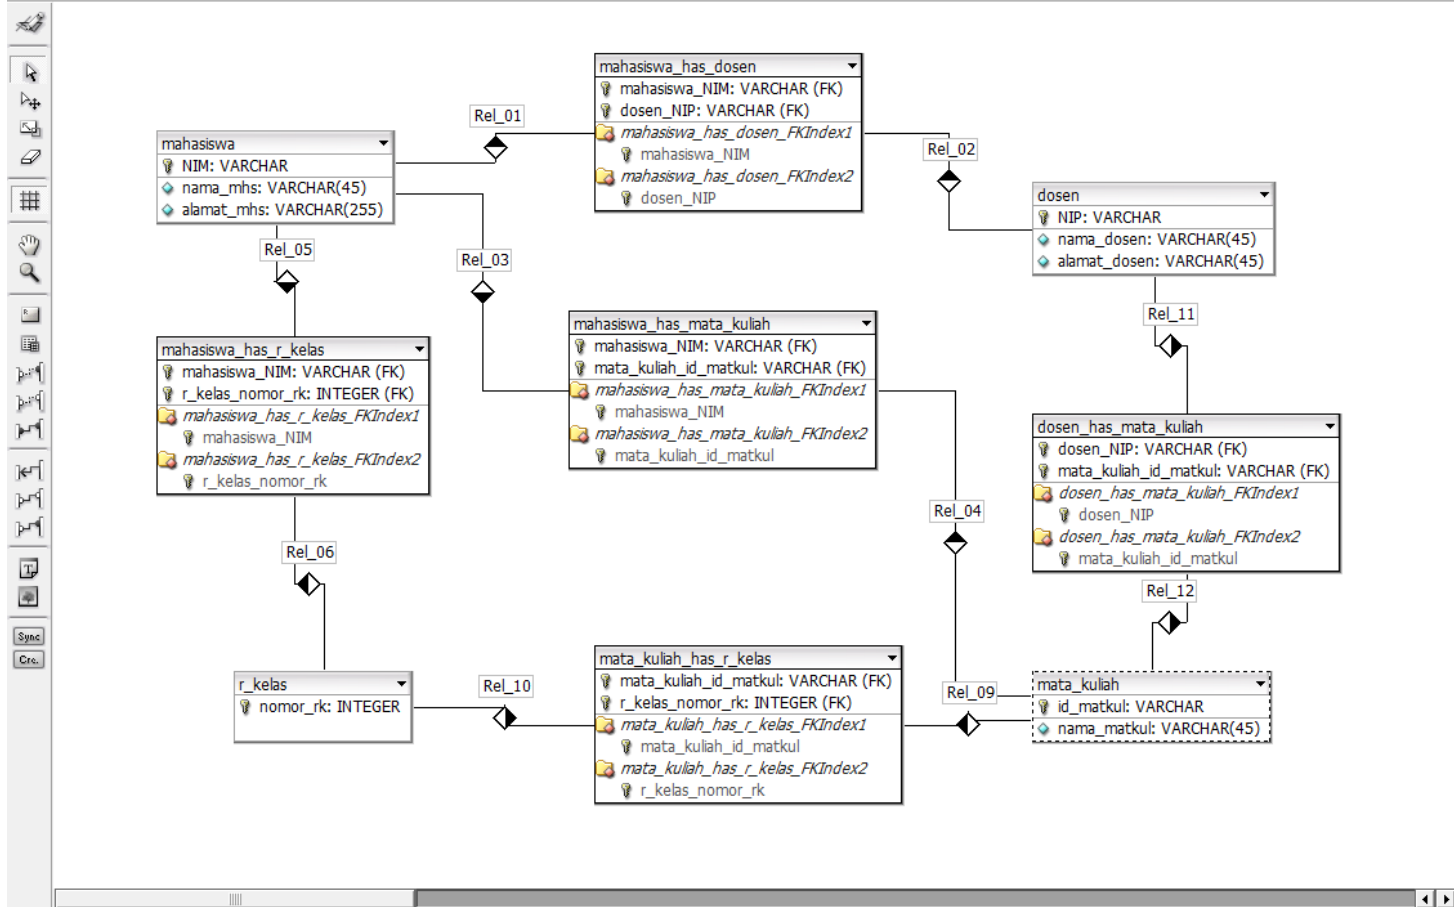 mahasiswa_has_dosen
mahasiswa_NIM: VARCHAR (FK)
dosen_NIP: VARCHAR (FK)
mahasiswa_has_dosen_FKIndex1
mahasiswa_NIM
mahasiswa_has_dosen_FKIndex2
dosen_NIP
Rel_01
Rel_02
mahasiswa
NIM: VARCHAR
nama_mhs: VARCHAR(45)
alamat_mhs: VARCHAR(255)
dosen
NIP: VARCHAR
nama_dosen: VARCHAR(45)
alamat_dosen: VARCHAR(45)
Rel_05
Rel_03
Rel_11
mahasiswa_has_mata_kuliah
mahasiswa_NIM: VARCHAR (FK)
mata_kuliah_id_matkul: VARCHAR (FK)
mahasiswa_has_mata_kuliah_FKIndex1
mahasiswa_NIM
mahasiswa_has_mata_kuliah_FKIndex2
mata_kuliah_id_matkul
mahasiswa_has_r_kelas
mahasiswa_NIM: VARCHAR (FK)
r_kelas_nomor_rk: INTEGER (FK)
mahasiswa_has_r_kelas_FKIndex1
mahasiswa_NIM
mahasiswa_has_r_kelas_FKIndex2
r_kelas_nomor_rk
dosen_has_mata_kuliah
dosen_NIP: VARCHAR (FK)
mata_kuliah_id_matkul: VARCHAR (FK)
dosen_has_mata_kuliah_FKIndex1
dosen_NIP
dosen_has_mata_kuliah_FKIndex2
mata_kuliah_id_matkul
Rel_04
Rel_06
Rel_12
mata_kuliah_has_r_kelas
mata_kuliah_id_matkul: VARCHAR (FK)
r_kelas_nomor_rk: INTEGER (FK)
mata_kuliah_has_r_kelas_FKIndex1
mata_kuliah_id_matkul
mata_kuliah_has_r_kelas_FKIndex2
r_kelas_nomor_rk
r_kelas
nomor_rk: INTEGER
Rel_10
Rel_09
mata_kuliah
id_matkul: VARCHAR
nama_matkul: VARCHAR(45)
Sync
Cre.